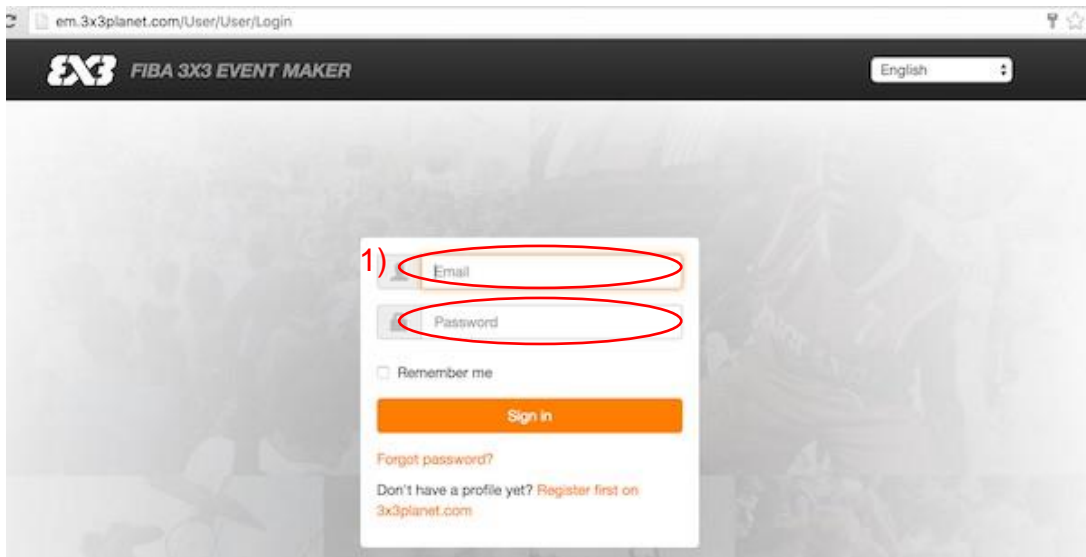 em.3x3planet.com/User/User/Login
3X3 FIBA 3X3 EVENT MAKER
English
1)
Email
Password
Remember me
Sign in
Forgot password?
Don't have a profile yet? Register first on
3x3planet.com